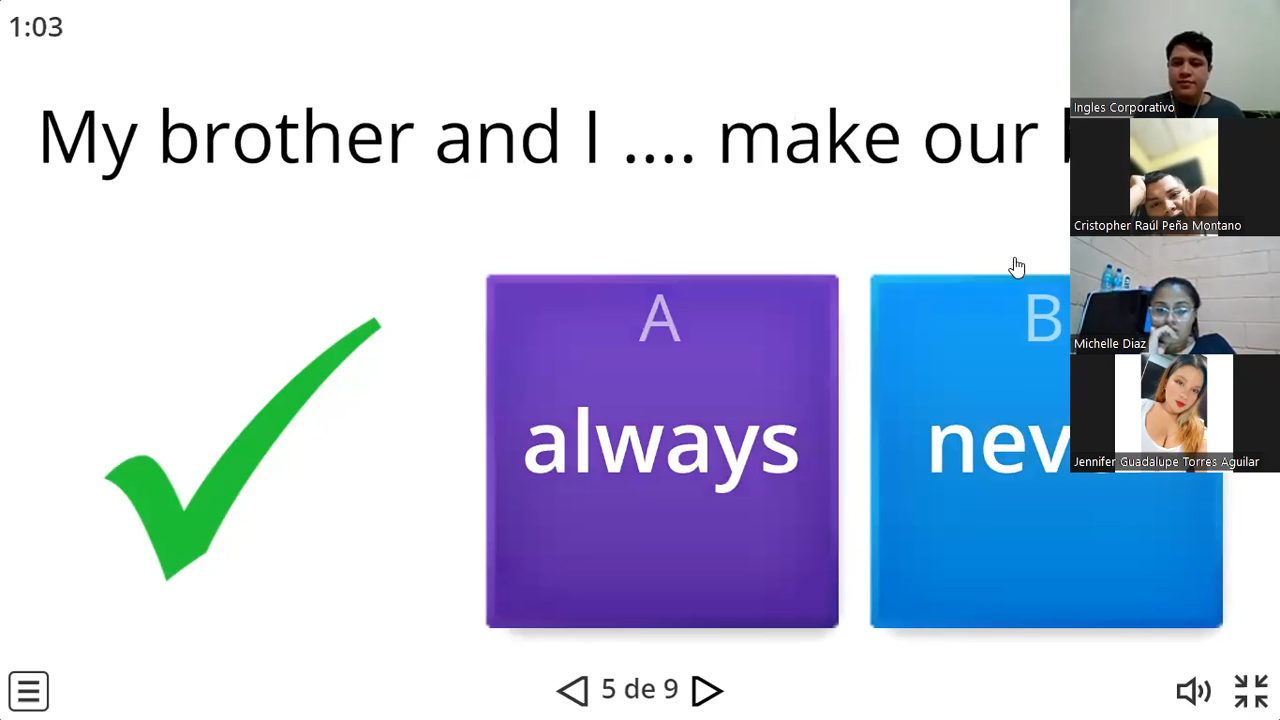 1:03
My brother and I .... make our
A
always
B
Ingles Corporativo
Cristopher Raúl Peña Montano
Michelle Diaz
Jennifer Guadalupe Torres Aguilar
5 de 9